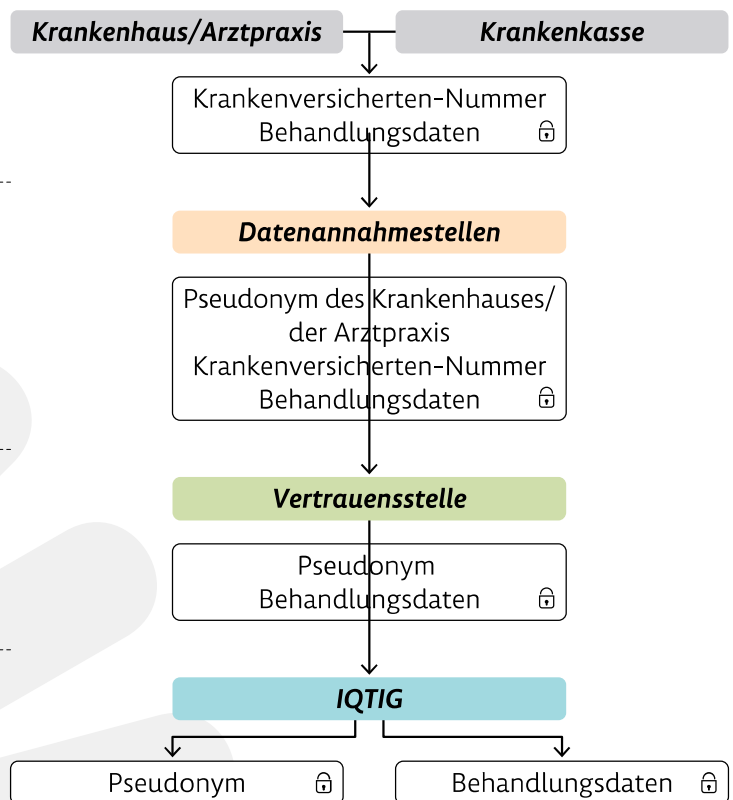 Krankenhaus/Arztpraxis
Krankenkasse
Krankenversicherten-Nummer
Behandlungsdaten
Datenannahmestellen
Pseudonym des Krankenhauses/
der Arztpraxis
Krankenversicherten-Nummer
Behandlungsdaten
Vertrauensstelle
Pseudonym
Behandlungsdaten
IQTIG
Pseudonym
Behandlungsdaten